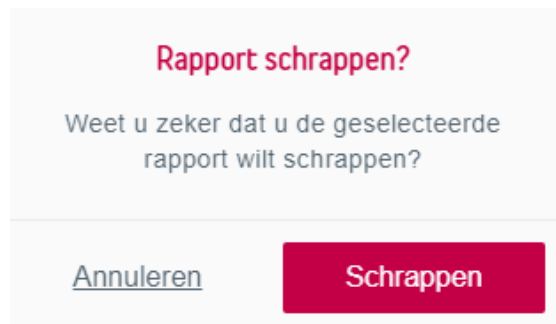 Rapport schrappen?
Weet u zeker dat u de geselecteerde
rapport wilt schrappen?
Annuleren
Schrappen